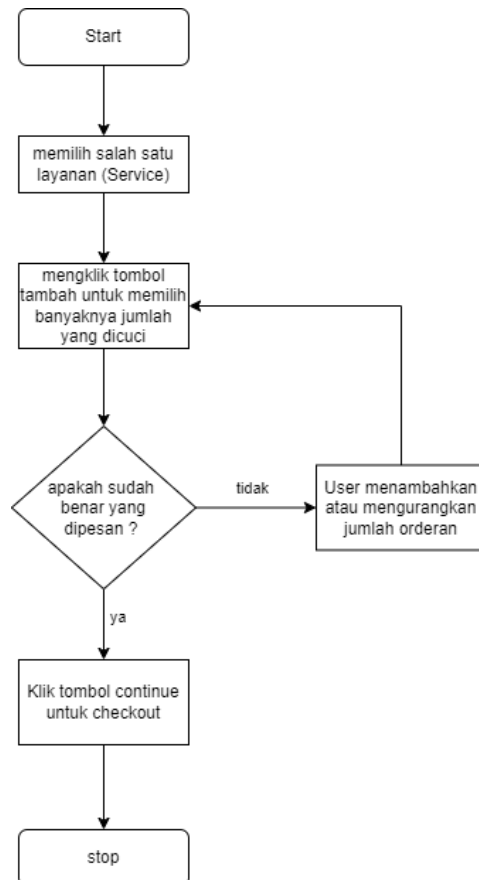 Start
memilih salah satu
layanan (Service)
mengklik tombol
tambah untuk memilih
banyaknya jumlah
yang dicuci
apakah sudah
benar yang
dipesan ?
tidak
User menambahkan
atau mengurangkan
jumlah orderan
ya
Klik tombol continue
untuk checkout
stop